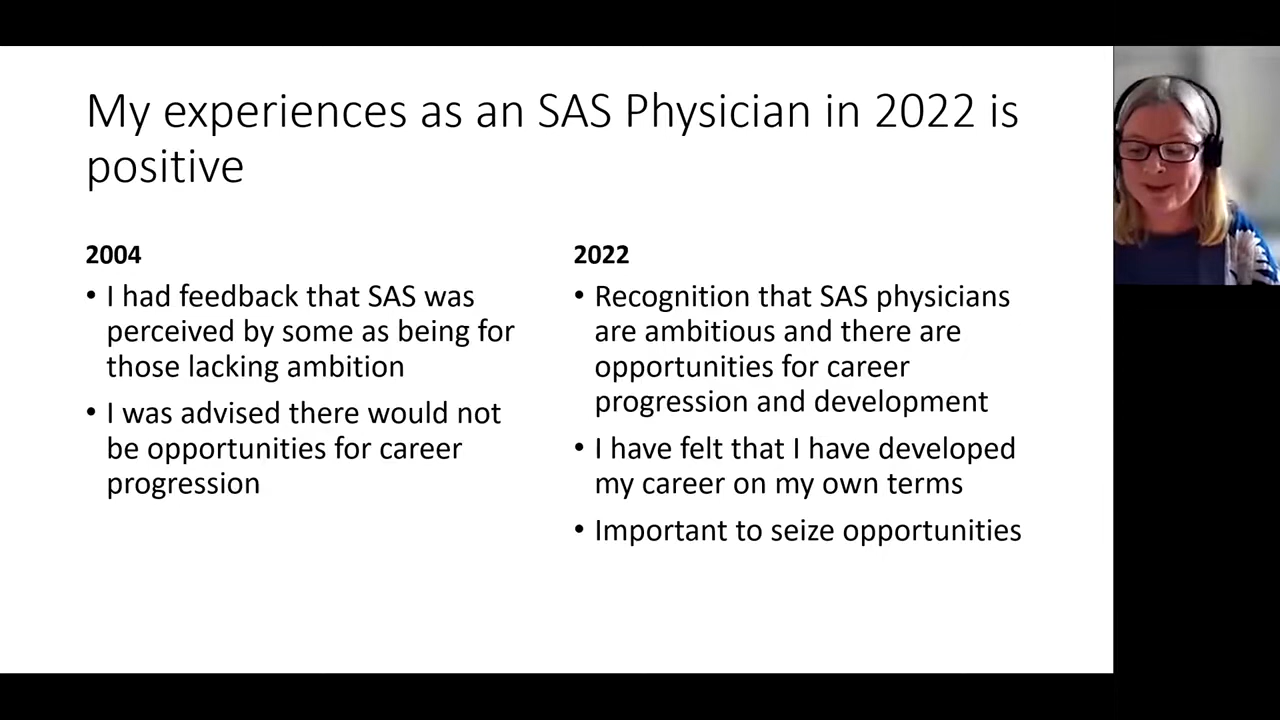 My experiences as an SAS Physician in 2022 is
positive
2004
• I had feedback that SAS was
perceived by some as being for
those lacking ambition
• I was advised there would not
be opportunities for career
progression
2022
• Recognition that SAS physicians
are ambitious and there are
opportunities for career
progression and development
• I have felt that I have developed
my career on my own terms
• Important to seize opportunities